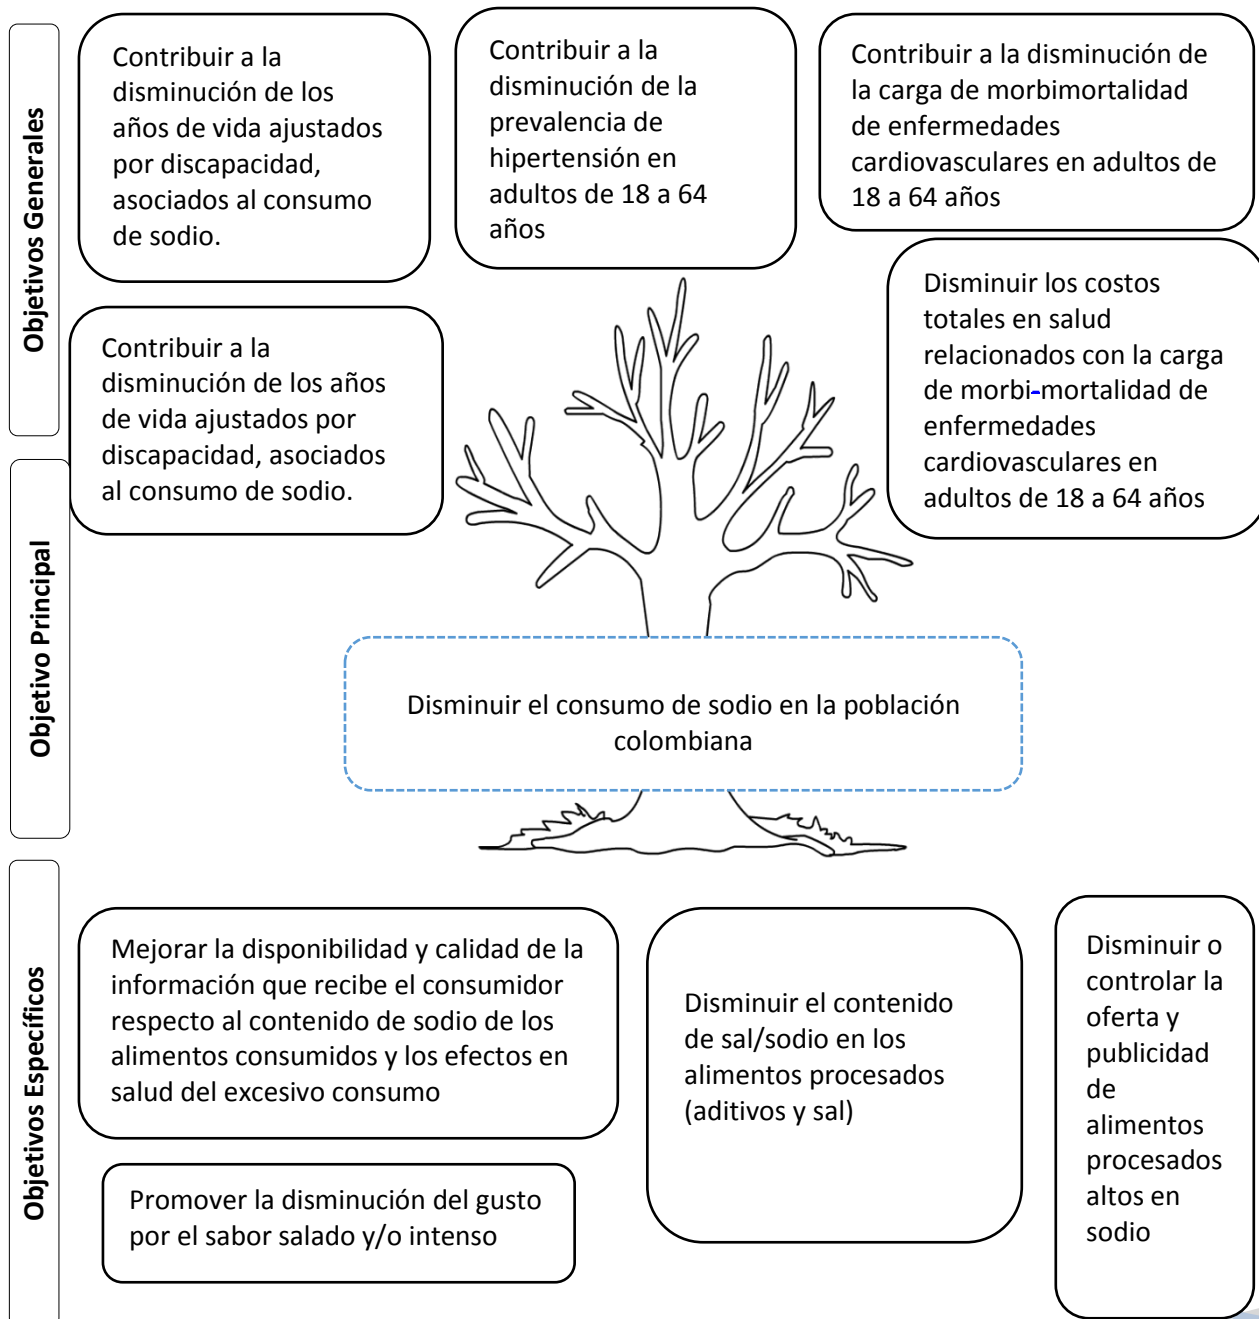 Objetivos Generales
Contribuir a la
disminución de los
años de vida ajustados
por discapacidad,
asociados al consumo
de sodio.
Contribuir a la
disminución de la
prevalencia de
hipertensión en
adultos de 18 a 64
años
Contribuir a la disminución de
la carga de morbimortalidad
de enfermedades
cardiovasculares en adultos de
18 a 64 años
Contribuir a la
disminución de los años
de vida ajustados por
discapacidad, asociados
al consumo de sodio.
Disminuir los costos
totales en salud
relacionados con la carga
de morbi-mortalidad de
enfermedades
cardiovasculares en
adultos de 18 a 64 años
Objetivo Principal
Disminuir el consumo de sodio en la población
colombiana
Objetivos Específicos
Mejorar la disponibilidad y calidad de la
información que recibe el consumidor
respecto al contenido de sodio de los
alimentos consumidos y los efectos en
salud del excesivo consumo
Disminuir el contenido
de sal/sodio en los
alimentos procesados
(aditivos y sal)
Disminuir o
controlar la
oferta y
publicidad
de
alimentos
procesados
altos en
sodio
Promover la disminución del gusto
por el sabor salado y/o intenso